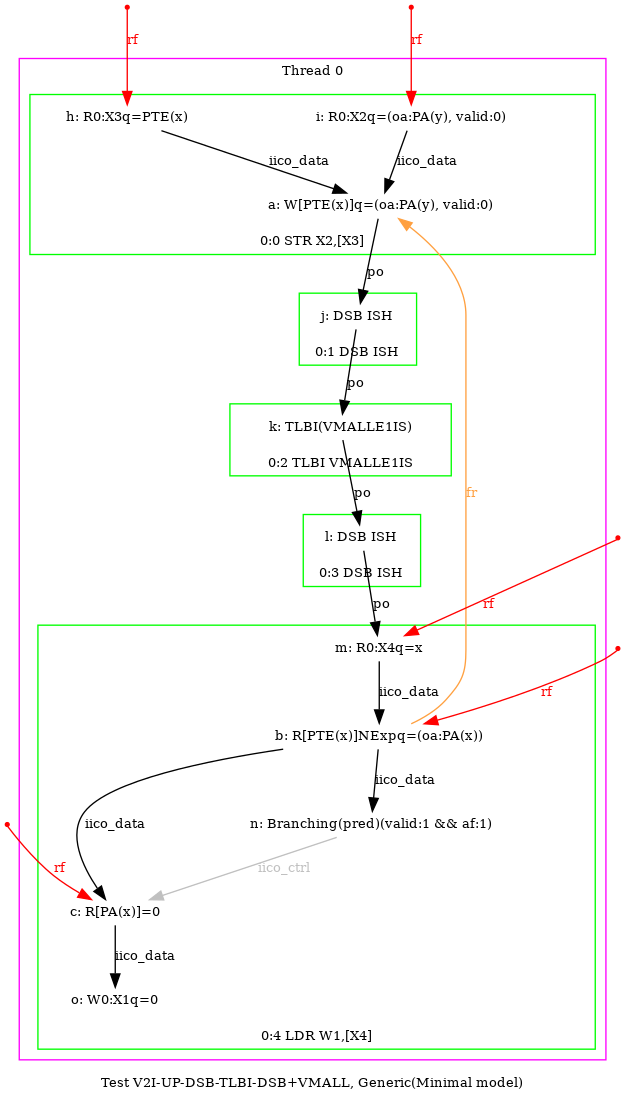 rf
rf
Thread 0
h: R0:X3q=PTE(x)
i: R0:X2q=(oa:PA(y), valid:0)
iico_data
iico_data
a: W[PTE(x)]q=(oa:PA(y), valid:0)
0:0 STR X2,[X3]
po
j: DSB ISH
0:1 DSB ISH
po
k: TLBI(VMALLE1IS)
0:2 TLBI VMALLE1IS
po
fr
l: DSB ISH
0:3 DSB ISH
po
rf
m: R0:X4q=x
iico_data
rf
b: R[PTE(x)]NExpq=(oa:PA(x))
iico_data
iico_data
n: Branching(pred)(valid:1 && af:1)
rf
iico_ctrl
c: R[PA(x)]=0
iico_data
o: W0:X1q=0
0:4 LDR W1,[X4]
Test V2I-UP-DSB-TLBI-DSB+VMALL, Generic(Minimal model)